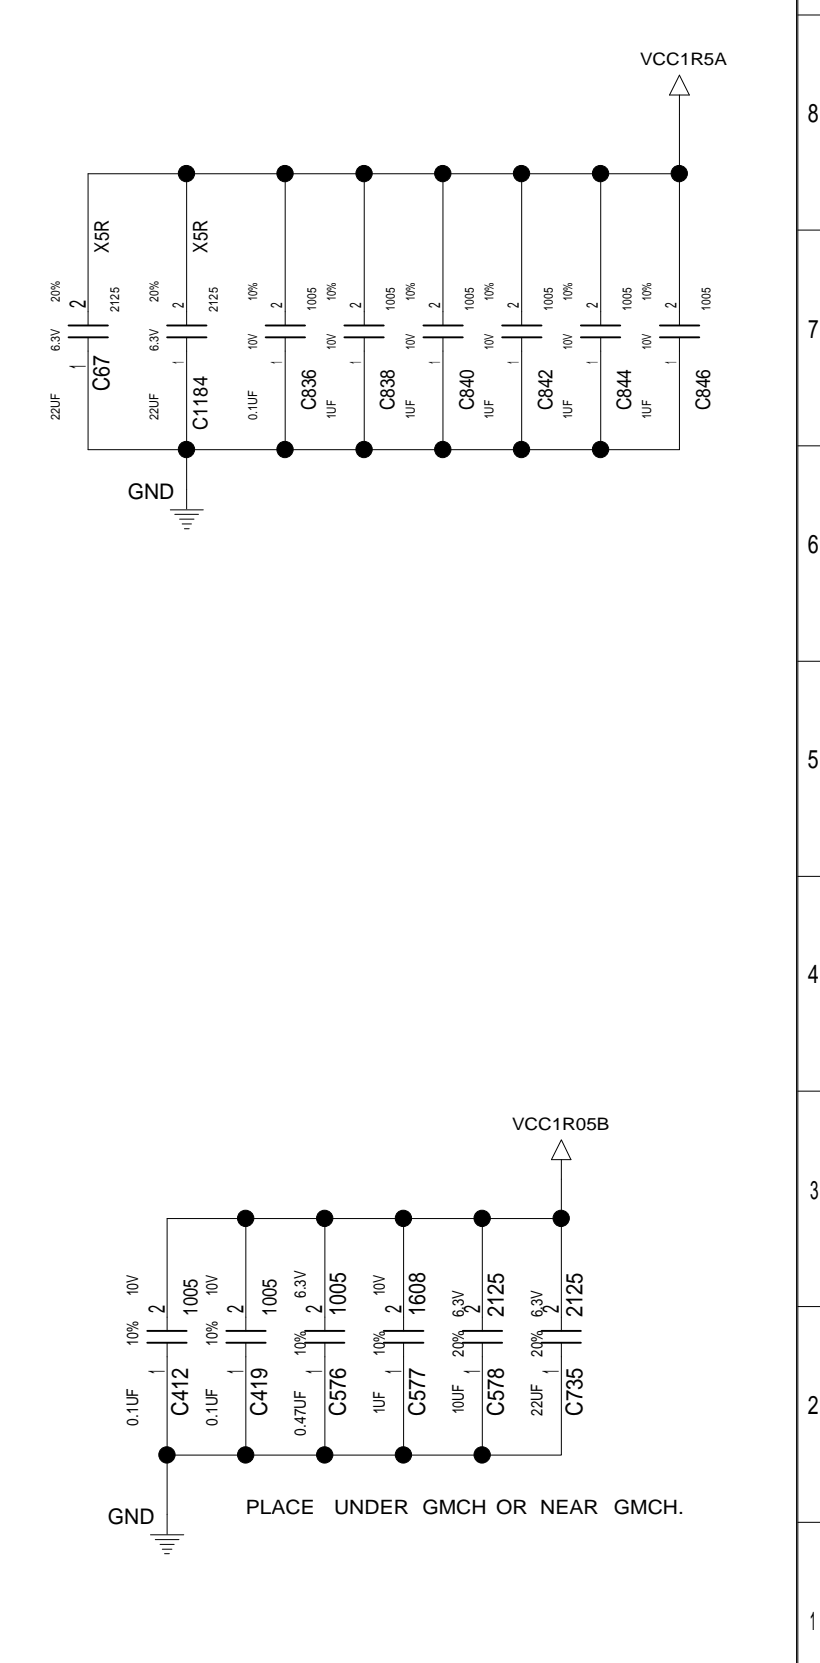 VCC1R5A
8
X5R
X5R
20%
2
2125
20%
2
2125
10%
2
1005
10%
2
1005
10%
2
1005
10%
2
1005
10%
2
1005
10%
2
1005
7
6.3V
1
C67
22UF
6.3V
1
C1184
22UF
10V
1
C836
0.1UF
10V
1
C838
1UF
10V
1
C840
1UF
10V
1
C842
1UF
10V
1
C844
1UF
10V
1
C846
1UF
GND
6
5
4
VCC1R05B
3
10V
2
1005
10V
2
1005
6.3V
2
1005
10V
2
1608
6.3V
2
2125
6.3V
2
2125
10%
1
C412
0.1UF
10%
1
C419
0.1UF
10%
1
C576
0.47UF
10%
1
C577
1UF
20%
1
C578
10UF
20%
1
C735
22UF
2
GND
PLACE UNDER GMCH OR NEAR GMCH.
1